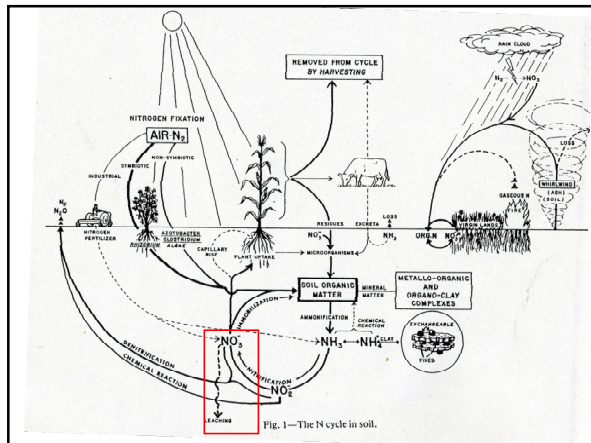 RAIN CLOUD
N₂ → NO₃
REMOVED FROM CYCLE
BY HARVESTING
NITROGEN FIXATION
AIR-N₂
INDUSTRIAL
SYMBIOTIC
NON-SYMBIOTIC
LOSS
WHIRLWIND
(ASH)
(SOIL)
GASEOUS N
FIRE
N₂
N₂O
NITROGEN
FERTILIZER
RHIZOBIUM
AZOTOBACTER
CLOSTRIDIUM
ALGAE
CAPILLARY
RISE
PLANT UPTAKE
RESIDUES
EXCRETA
LOSS
NO₃⁻
NH₃
MICROORGANISMS
ORG. N
VIRGIN LANDS
SOIL ORGANIC
MATTER
MINERAL
MATTER
METALLO-ORGANIC
AND
ORGANO-CLAY
COMPLEXES
IMMOBILIZATION
AMMONIFICATION
CHEMICAL
REACTION
EXCHANGEABLE
FIXED
NO₃⁻
NH₃
NH₄⁺
CLAY
DENITRIFICATION
CHEMICAL REACTION
NITRIFICATION
NO₂⁻
LEACHING
Fig. 1—The N cycle in soil.